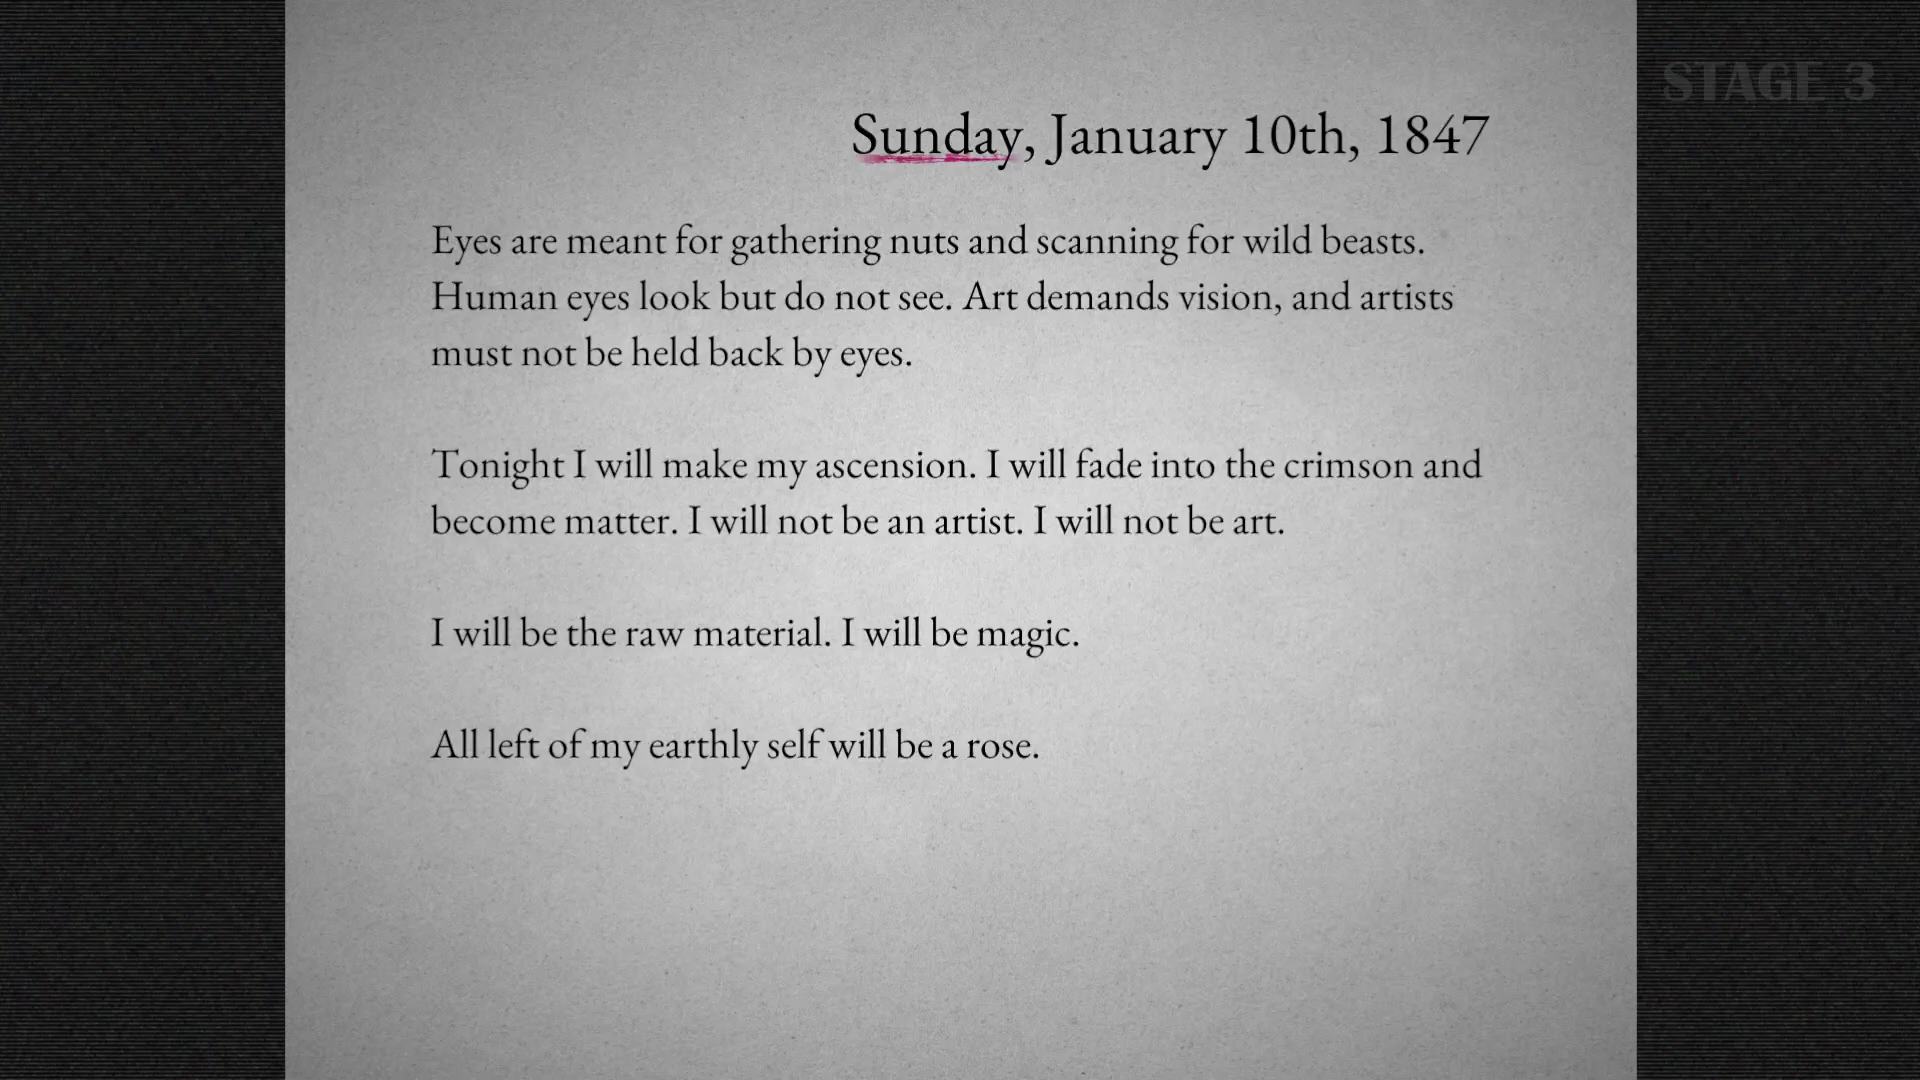 STAGE 3
Sunday, January 10th, 1847
Eyes are meant for gathering nuts and scanning for wild beasts.
Human eyes look but do not see. Art demands vision, and artists
must not be held back by eyes.
Tonight I will make my ascension. I will fade into the crimson and
become matter. I will not be an artist. I will not be art.
I will be the raw material. I will be magic.
All left of my earthly self will be a rose.